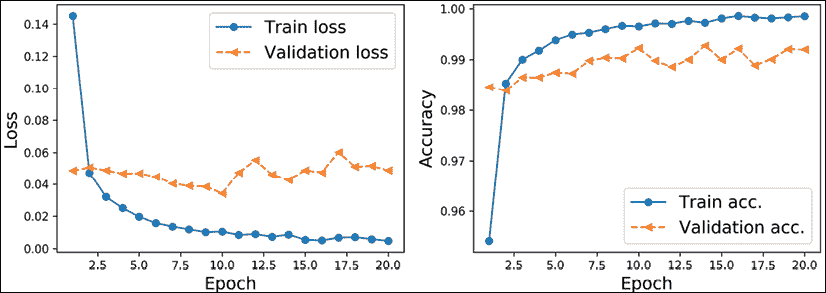 0.14
0.12
0.10
0.08
0.06
0.04
0.02
0.00
Loss
Train loss
Validation loss
2.5 5.0 7.5 10.0 12.5 15.0 17.5 20.0
Epoch
1.00
0.99
0.98
0.97
0.96
Accuracy
Train acc.
Validation acc.
2.5 5.0 7.5 10.0 12.5 15.0 17.5 20.0
Epoch